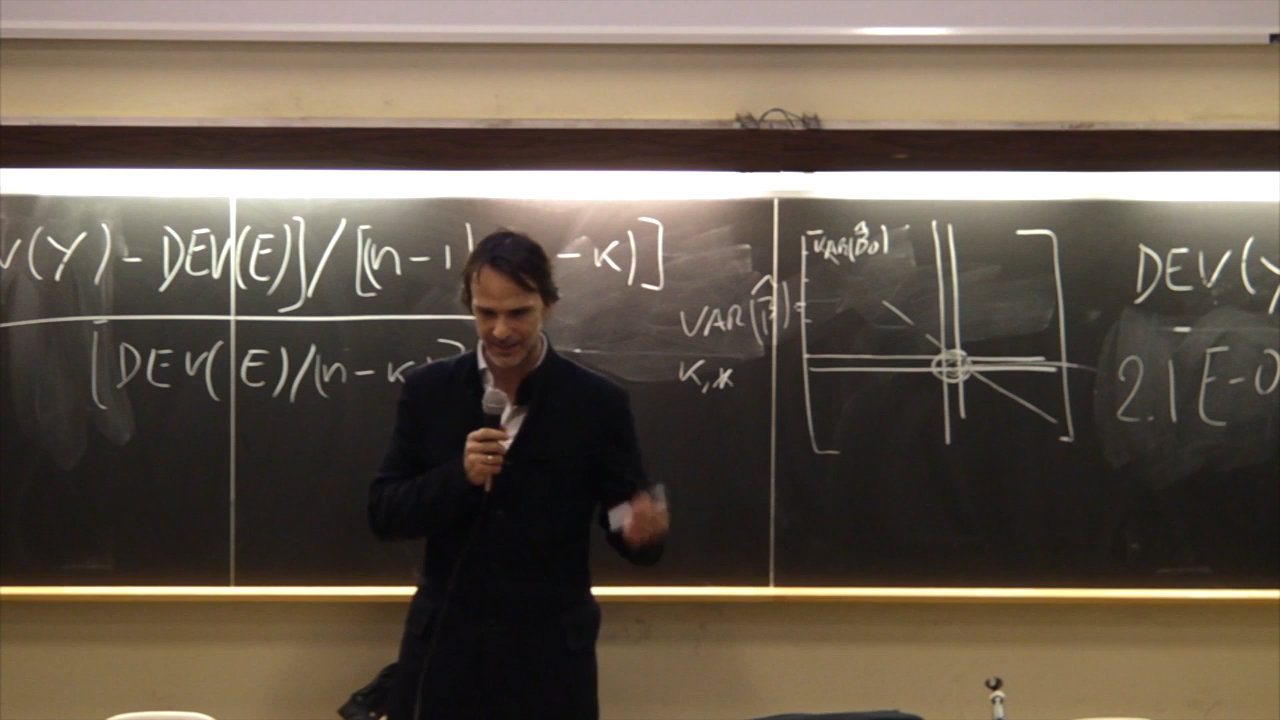 V(Y) - DEV(E)] / [(n-1) - K)]
[DEV(E)/(n-K)]
VAR(β̂) =
K,K
VAR(β̂0)
DEV(Y
2.1 E-0